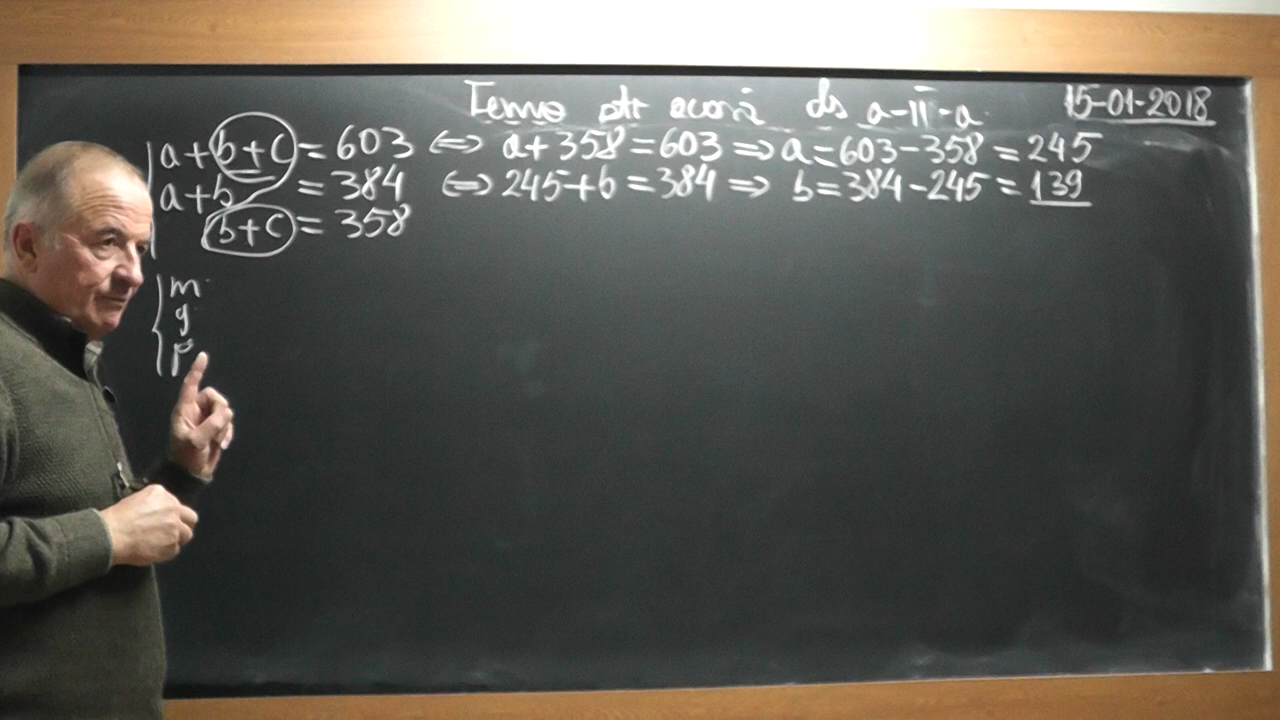 Teme ptr acasă ds a-II-a 15-01-2018
a+b+c = 603 ⇔ a+358=603 ⇒ a=603-358 = 245
a+b = 384 ⇔ 245+b=384 ⇒ b=384-245=139
b+c = 358
m
g
p